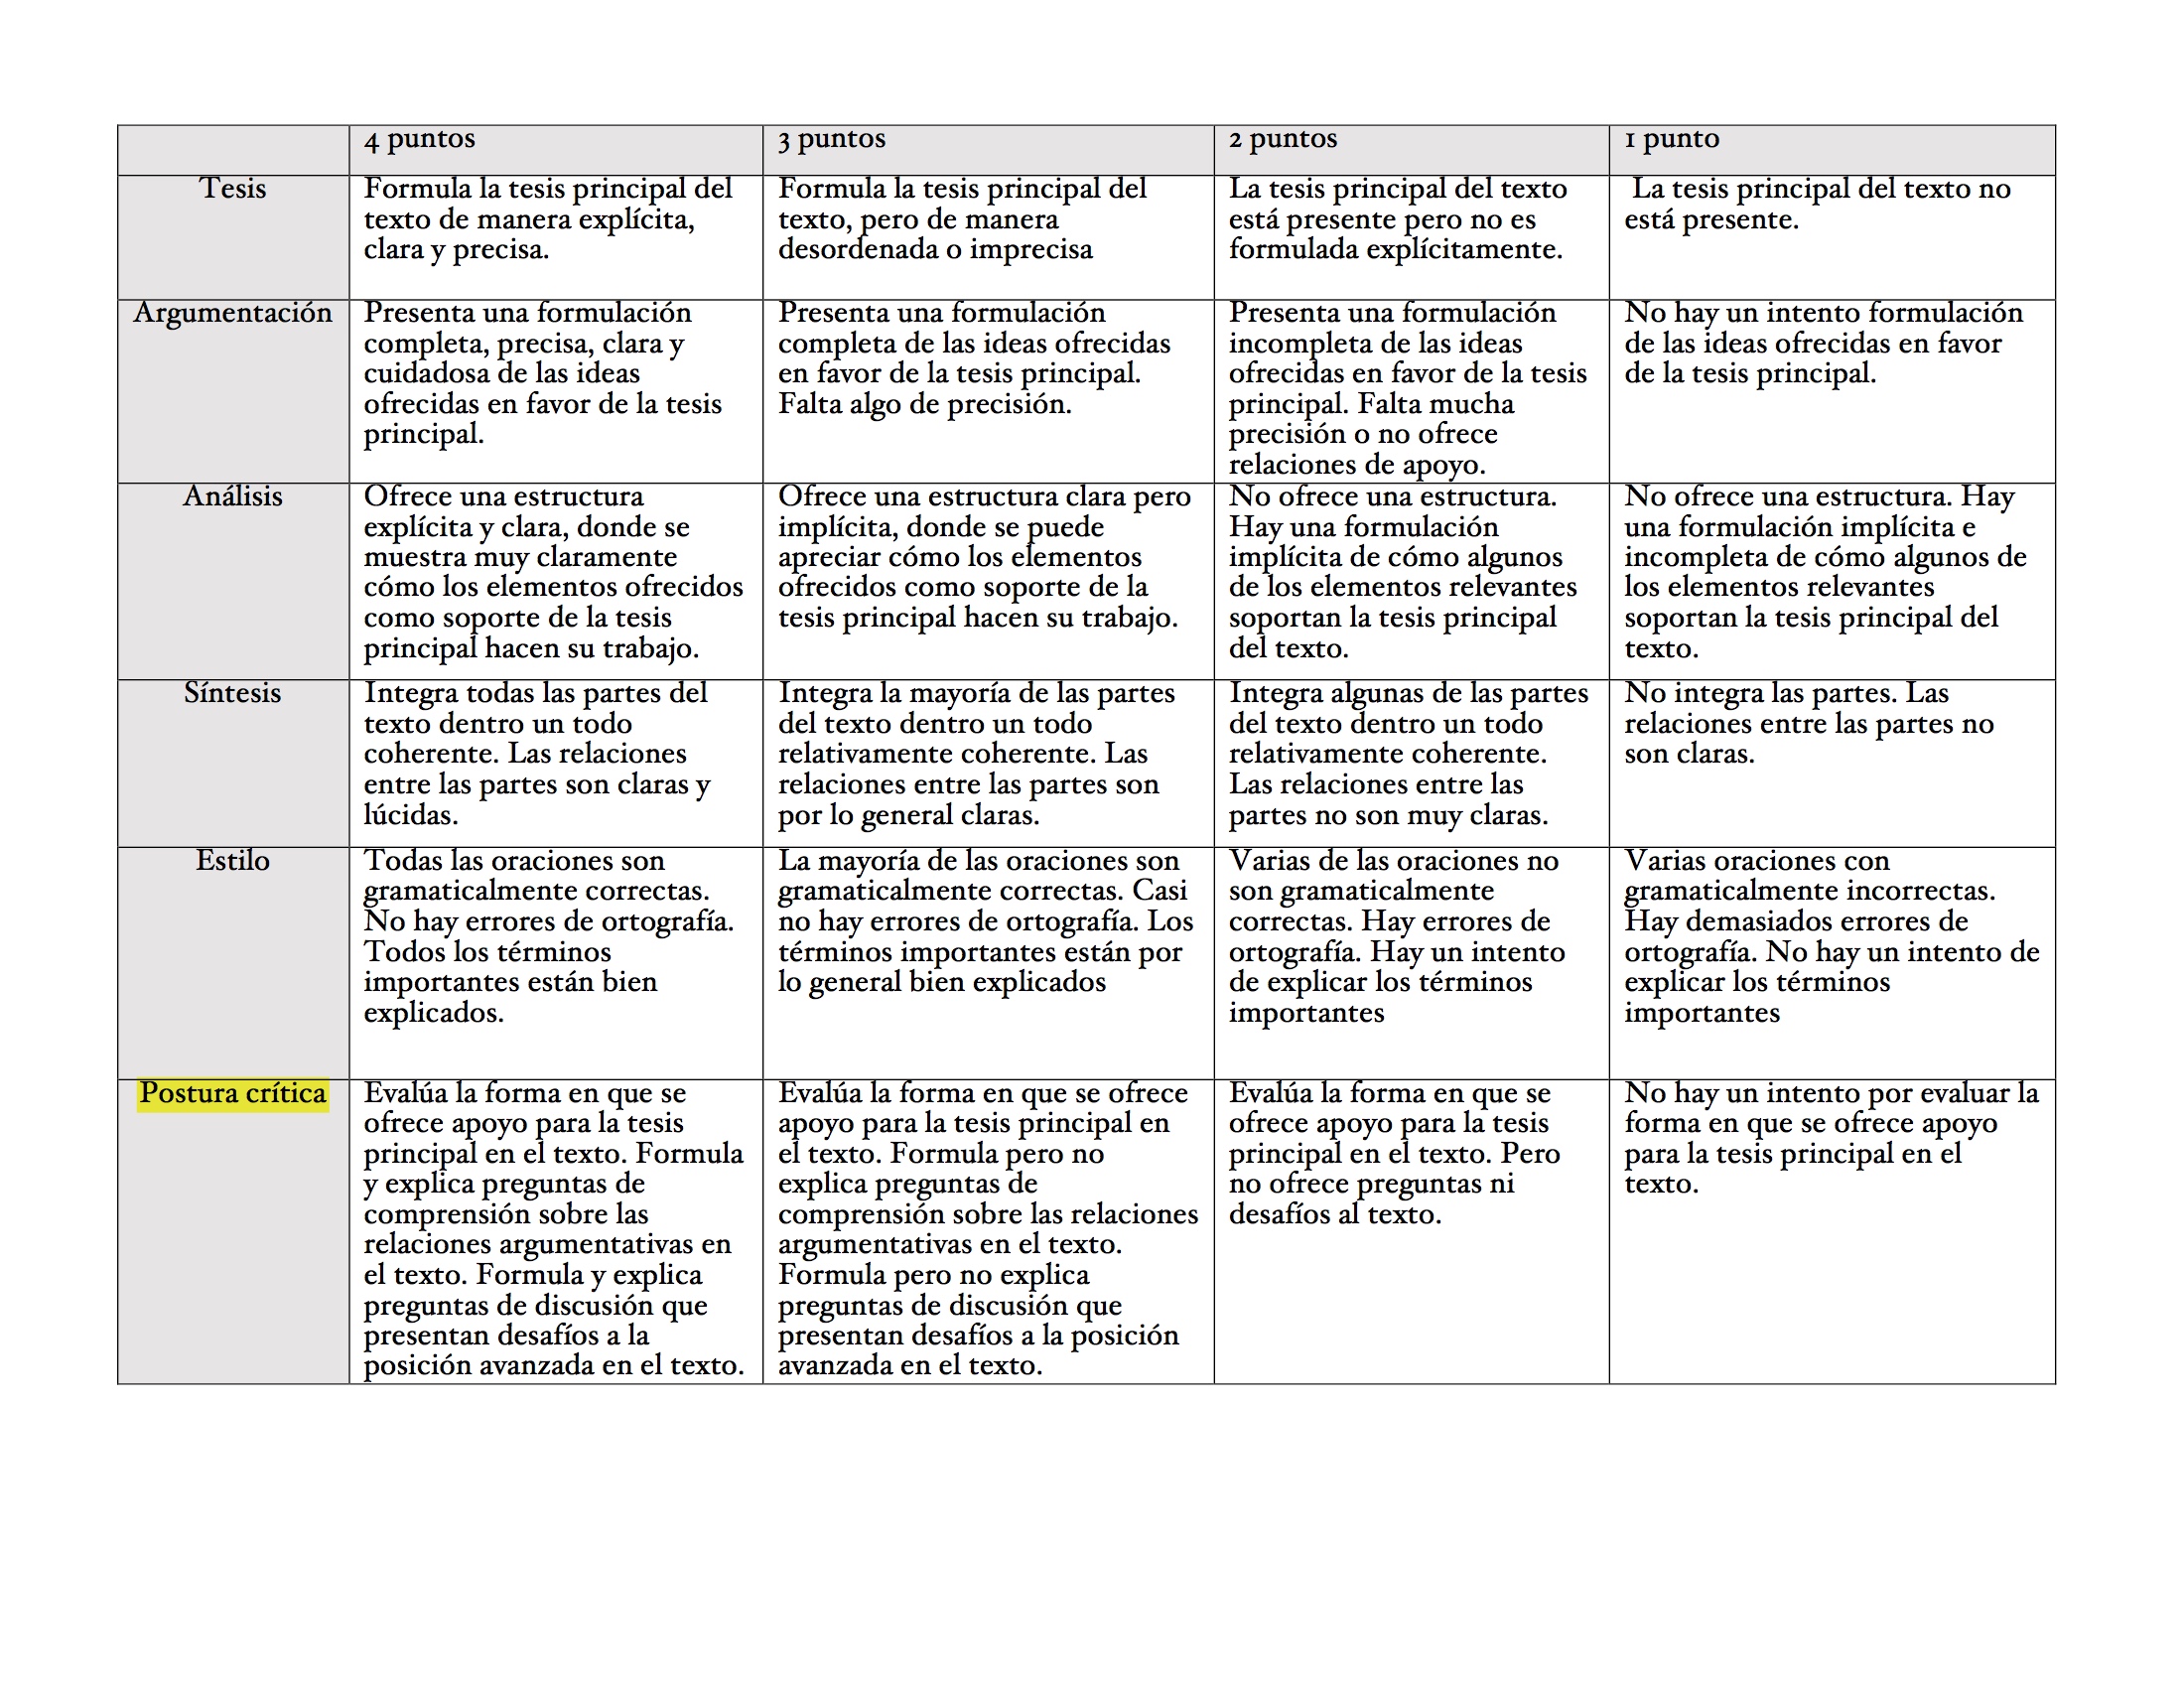 4 puntos
3 puntos
2 puntos
1 punto
Tesis
Formula la tesis principal del
texto de manera explícita,
clara y precisa.
Formula la tesis principal del
texto, pero de manera
desordenada o imprecisa
La tesis principal del texto
está presente pero no es
formulada explícitamente.
La tesis principal del texto no
está presente.
Argumentación
Presenta una formulación
completa, precisa, clara y
cuidadosa de las ideas
ofrecidas en favor de la tesis
principal.
Presenta una formulación
completa de las ideas ofrecidas
en favor de la tesis principal.
Falta algo de precisión.
Presenta una formulación
incompleta de las ideas
ofrecidas en favor de la tesis
principal. Falta mucha
precisión o no ofrece
relaciones de apoyo.
No hay un intento formulación
de las ideas ofrecidas en favor
de la tesis principal.
Análisis
Ofrece una estructura
explícita y clara, donde se
muestra muy claramente
cómo los elementos ofrecidos
como soporte de la tesis
principal hacen su trabajo.
Ofrece una estructura clara pero
implícita, donde se puede
apreciar cómo los elementos
ofrecidos como soporte de la
tesis principal hacen su trabajo.
No ofrece una estructura.
Hay una formulación
implícita de cómo algunos
de los elementos relevantes
soportan la tesis principal
del texto.
No ofrece una estructura. Hay
una formulación implícita e
incompleta de cómo algunos de
los elementos relevantes
soportan la tesis principal del
texto.
Síntesis
Integra todas las partes del
texto dentro un todo
coherente. Las relaciones
entre las partes son claras y
lúcidas.
Integra la mayoría de las partes
del texto dentro un todo
relativamente coherente. Las
relaciones entre las partes son
por lo general claras.
Integra algunas de las partes
del texto dentro un todo
relativamente coherente.
Las relaciones entre las
partes no son muy claras.
No integra las partes. Las
relaciones entre las partes no
son claras.
Estilo
Todas las oraciones son
gramaticalmente correctas.
No hay errores de ortografía.
Todos los términos
importantes están bien
explicados.
La mayoría de las oraciones son
gramaticalmente correctas. Casi
no hay errores de ortografía. Los
términos importantes están por
lo general bien explicados
Varias de las oraciones no
son gramaticalmente
correctas. Hay errores de
ortografía. Hay un intento
de explicar los términos
importantes
Varias oraciones con
gramaticalmente incorrectas.
Hay demasiados errores de
ortografía. No hay un intento de
explicar los términos
importantes
Postura crítica
Evalúa la forma en que se
ofrece apoyo para la tesis
principal en el texto. Formula
y explica preguntas de
comprensión sobre las
relaciones argumentativas en
el texto. Formula y explica
preguntas de discusión que
presentan desafíos a la
posición avanzada en el texto.
Evalúa la forma en que se ofrece
apoyo para la tesis principal en
el texto. Formula pero no
explica preguntas de
comprensión sobre las relaciones
argumentativas en el texto.
Formula pero no explica
preguntas de discusión que
presentan desafíos a la posición
avanzada en el texto.
Evalúa la forma en que se
ofrece apoyo para la tesis
principal en el texto. Pero
no ofrece preguntas ni
desafíos al texto.
No hay un intento por evaluar la
forma en que se ofrece apoyo
para la tesis principal en el
texto.